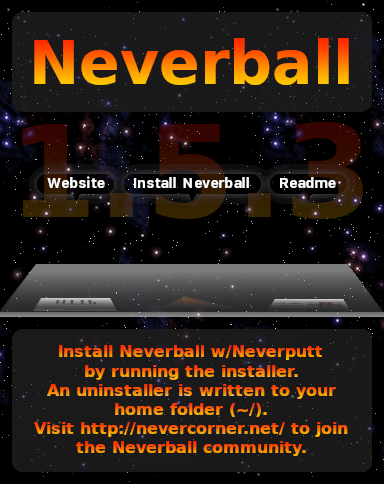 Neverball
1.5.3
Website Install Neverball Readme
Install Neverball w/Neverputt
by running the installer.
An uninstaller is written to your
home folder (~/).
Visit http://nevercorner.net/ to join
the Neverball community.